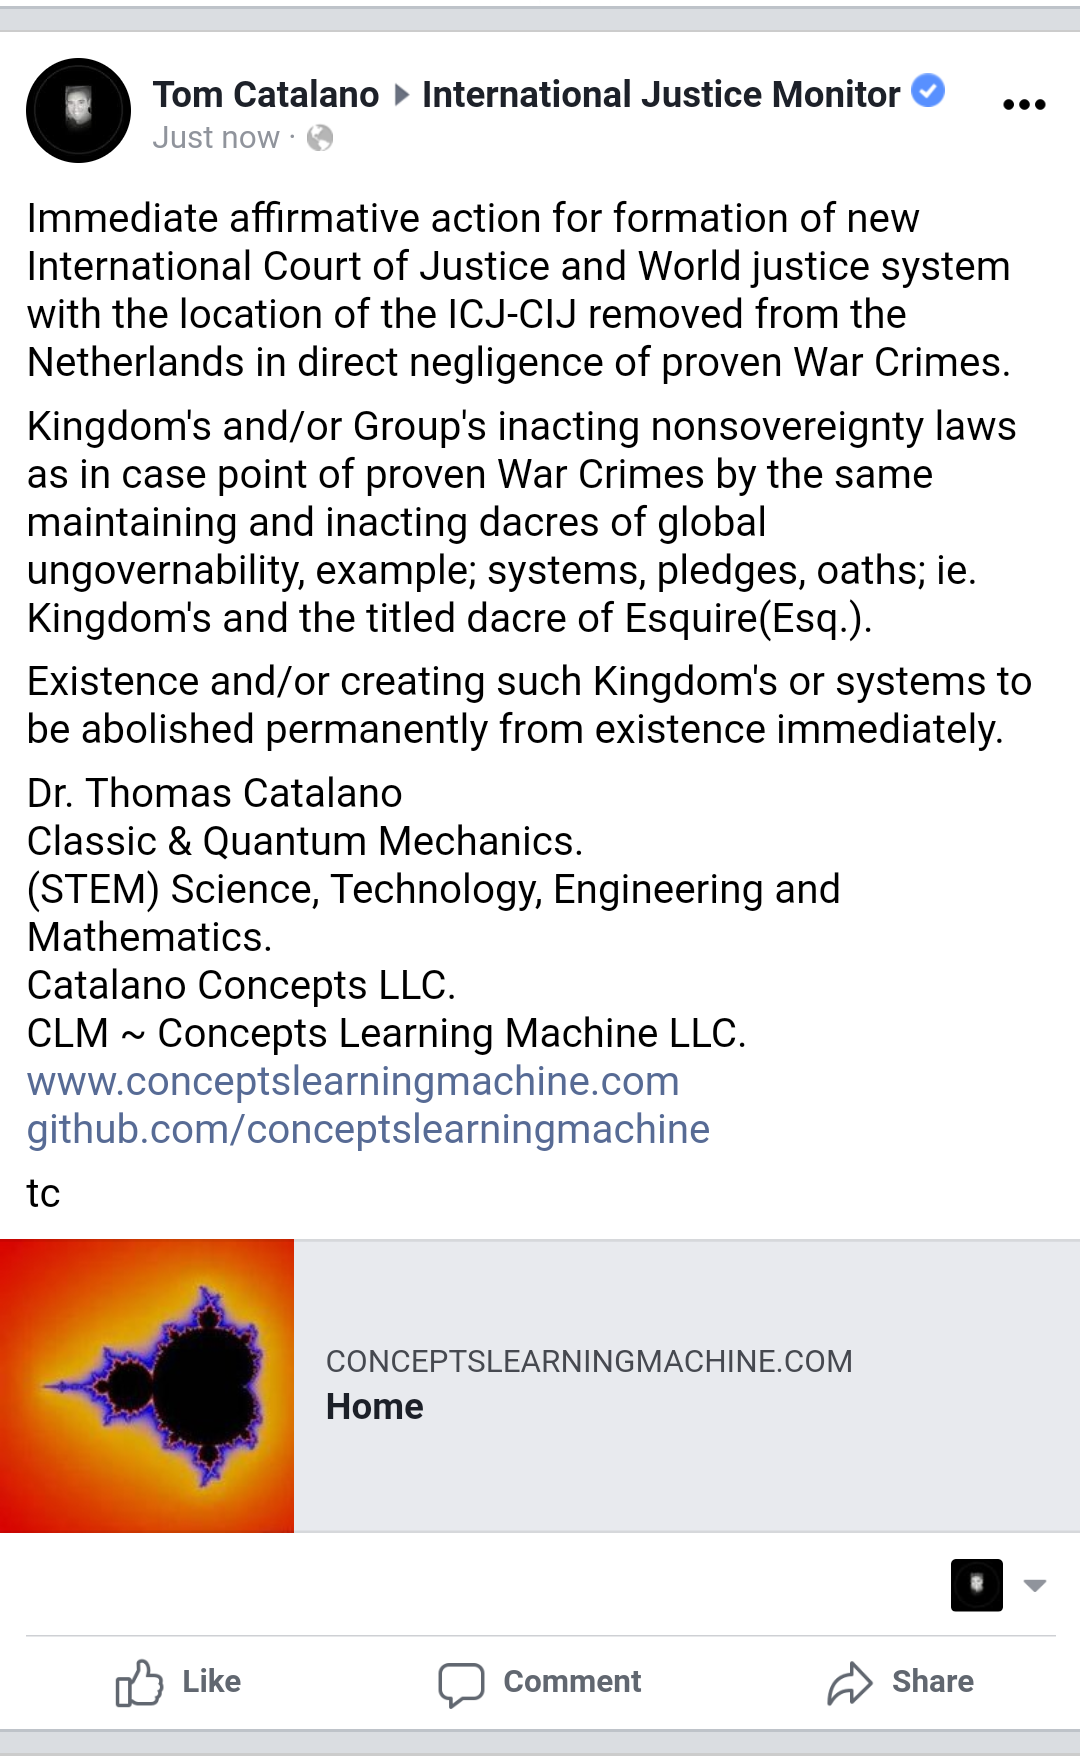 Tom Catalano ▸ International Justice Monitor
Just now ·
Immediate affirmative action for formation of new
International Court of Justice and World justice system
with the location of the ICJ-CIJ removed from the
Netherlands in direct negligence of proven War Crimes.
Kingdom's and/or Group's inacting nonsovereignty laws
as in case point of proven War Crimes by the same
maintaining and inacting dacres of global
ungovernability, example; systems, pledges, oaths; ie.
Kingdom's and the titled dacre of Esquire(Esq.).
Existence and/or creating such Kingdom's or systems to
be abolished permanently from existence immediately.
Dr. Thomas Catalano
Classic & Quantum Mechanics.
(STEM) Science, Technology, Engineering and
Mathematics.
Catalano Concepts LLC.
CLM ~ Concepts Learning Machine LLC.
www.conceptslearningmachine.com
github.com/conceptslearningmachine
tc
CONCEPTSLEARNINGMACHINE.COM
Home
Like Comment Share